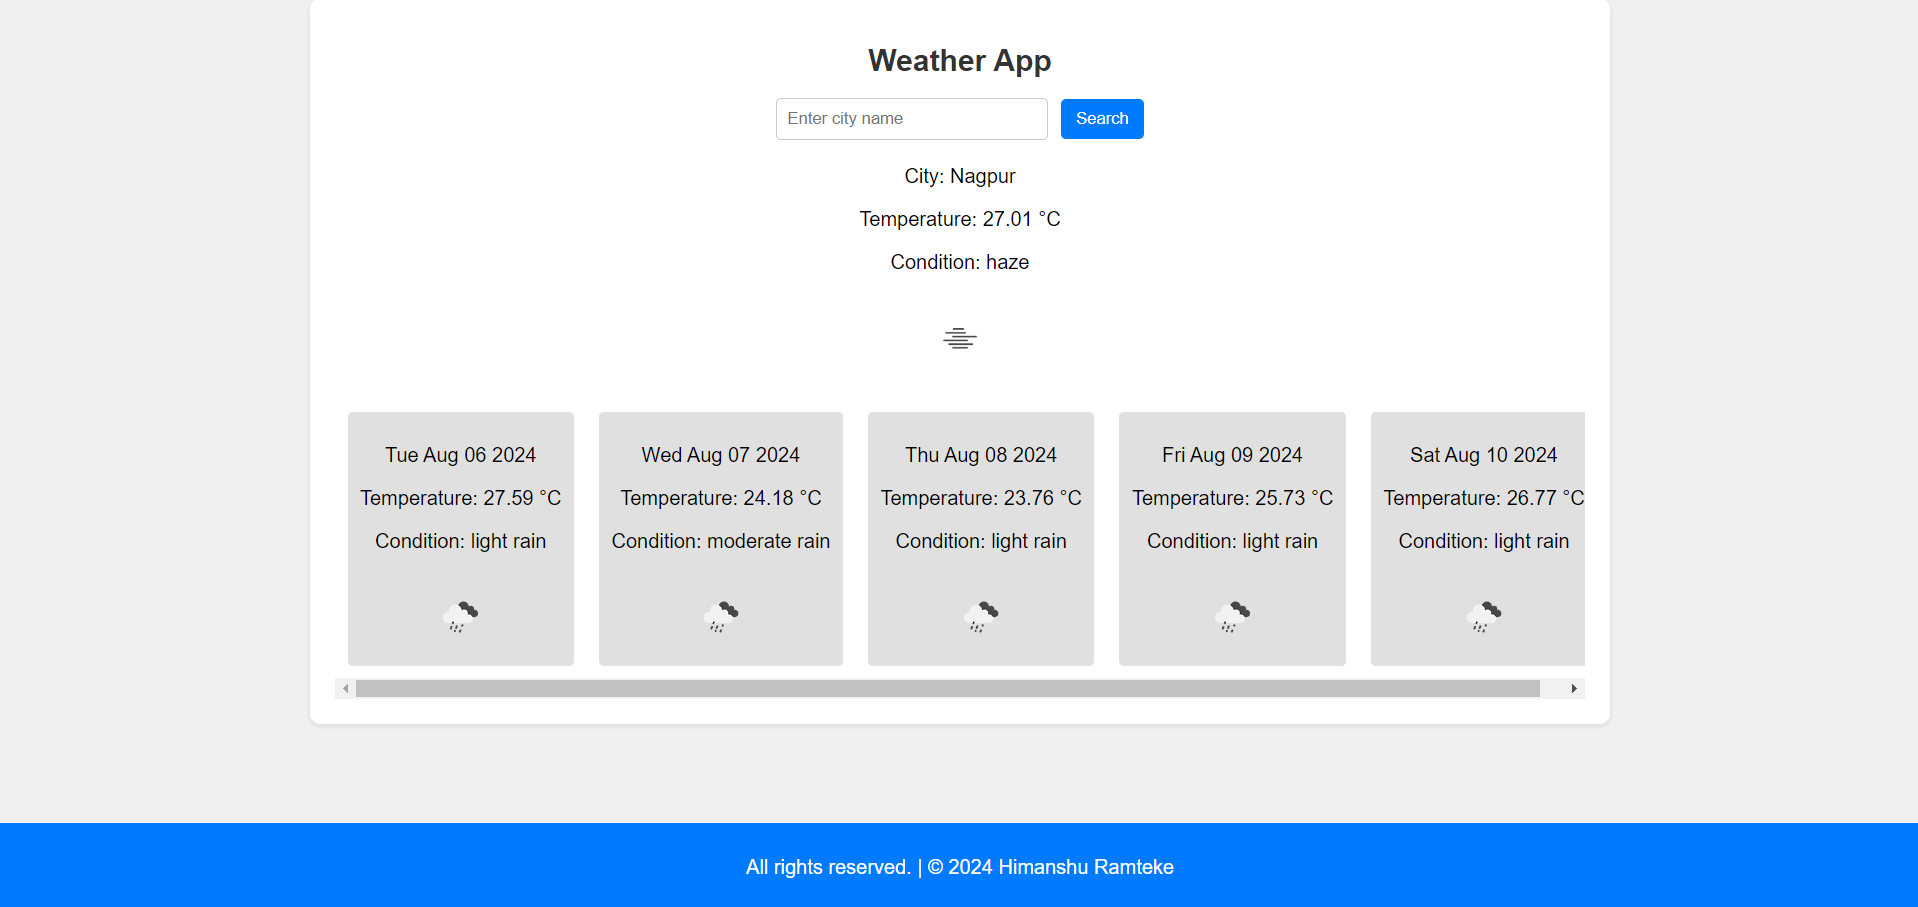 Weather App
Enter city name
Search
City: Nagpur
Temperature: 27.01 °C
Condition: haze
Tue Aug 06 2024
Temperature: 27.59 °C
Condition: light rain
Wed Aug 07 2024
Temperature: 24.18 °C
Condition: moderate rain
Thu Aug 08 2024
Temperature: 23.76 °C
Condition: light rain
Fri Aug 09 2024
Temperature: 25.73 °C
Condition: light rain
Sat Aug 10 2024
Temperature: 26.77 °C
Condition: light rain
All rights reserved. | © 2024 Himanshu Ramteke